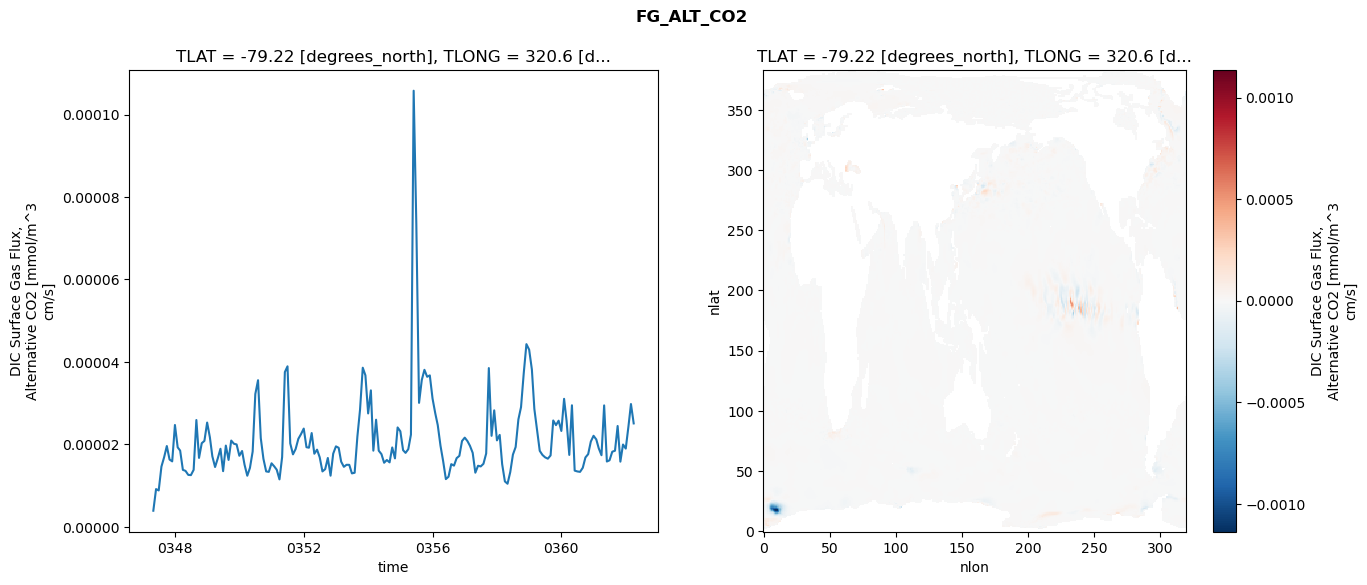 FG_ALT_CO2
TLAT = -79.22 [degrees_north], TLONG = 320.6 [d...
0.00010
0.00008
0.00006
0.00004
0.00002
0.00000
DIC Surface Gas Flux,
Alternative CO2 [mmol/m^3
cm/s]
0348
0352
0356
0360
time
TLAT = -79.22 [degrees_north], TLONG = 320.6 [d...
350
300
250
200
150
100
50
0
nlat
0
50
100
150
200
250
300
nlon
0.0010
0.0005
0.0000
−0.0005
−0.0010
DIC Surface Gas Flux,
Alternative CO2 [mmol/m^3
cm/s]